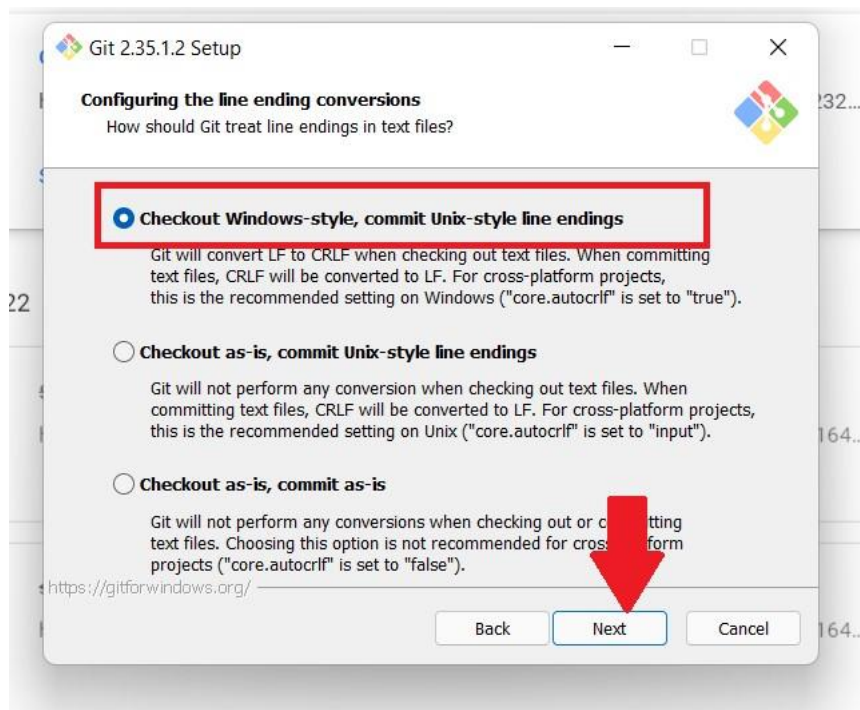 Git 2.35.1.2 Setup
Configuring the line ending conversions
How should Git treat line endings in text files?
232...
Checkout Windows-style, commit Unix-style line endings
Git will convert LF to CRLF when checking out text files. When committing
text files, CRLF will be converted to LF. For cross-platform projects,
this is the recommended setting on Windows ("core.autocrlf" is set to "true").
22
Checkout as-is, commit Unix-style line endings
Git will not perform any conversion when checking out text files. When
committing text files, CRLF will be converted to LF. For cross-platform projects,
this is the recommended setting on Unix ("core.autocrlf" is set to "input").
164...
Checkout as-is, commit as-is
Git will not perform any conversions when checking out or
text files. Choosing this option is not recommended for
projects ("core.autocrlf" is set to "false").
https://gitforwindows.org/
Back Next Cancel
164...